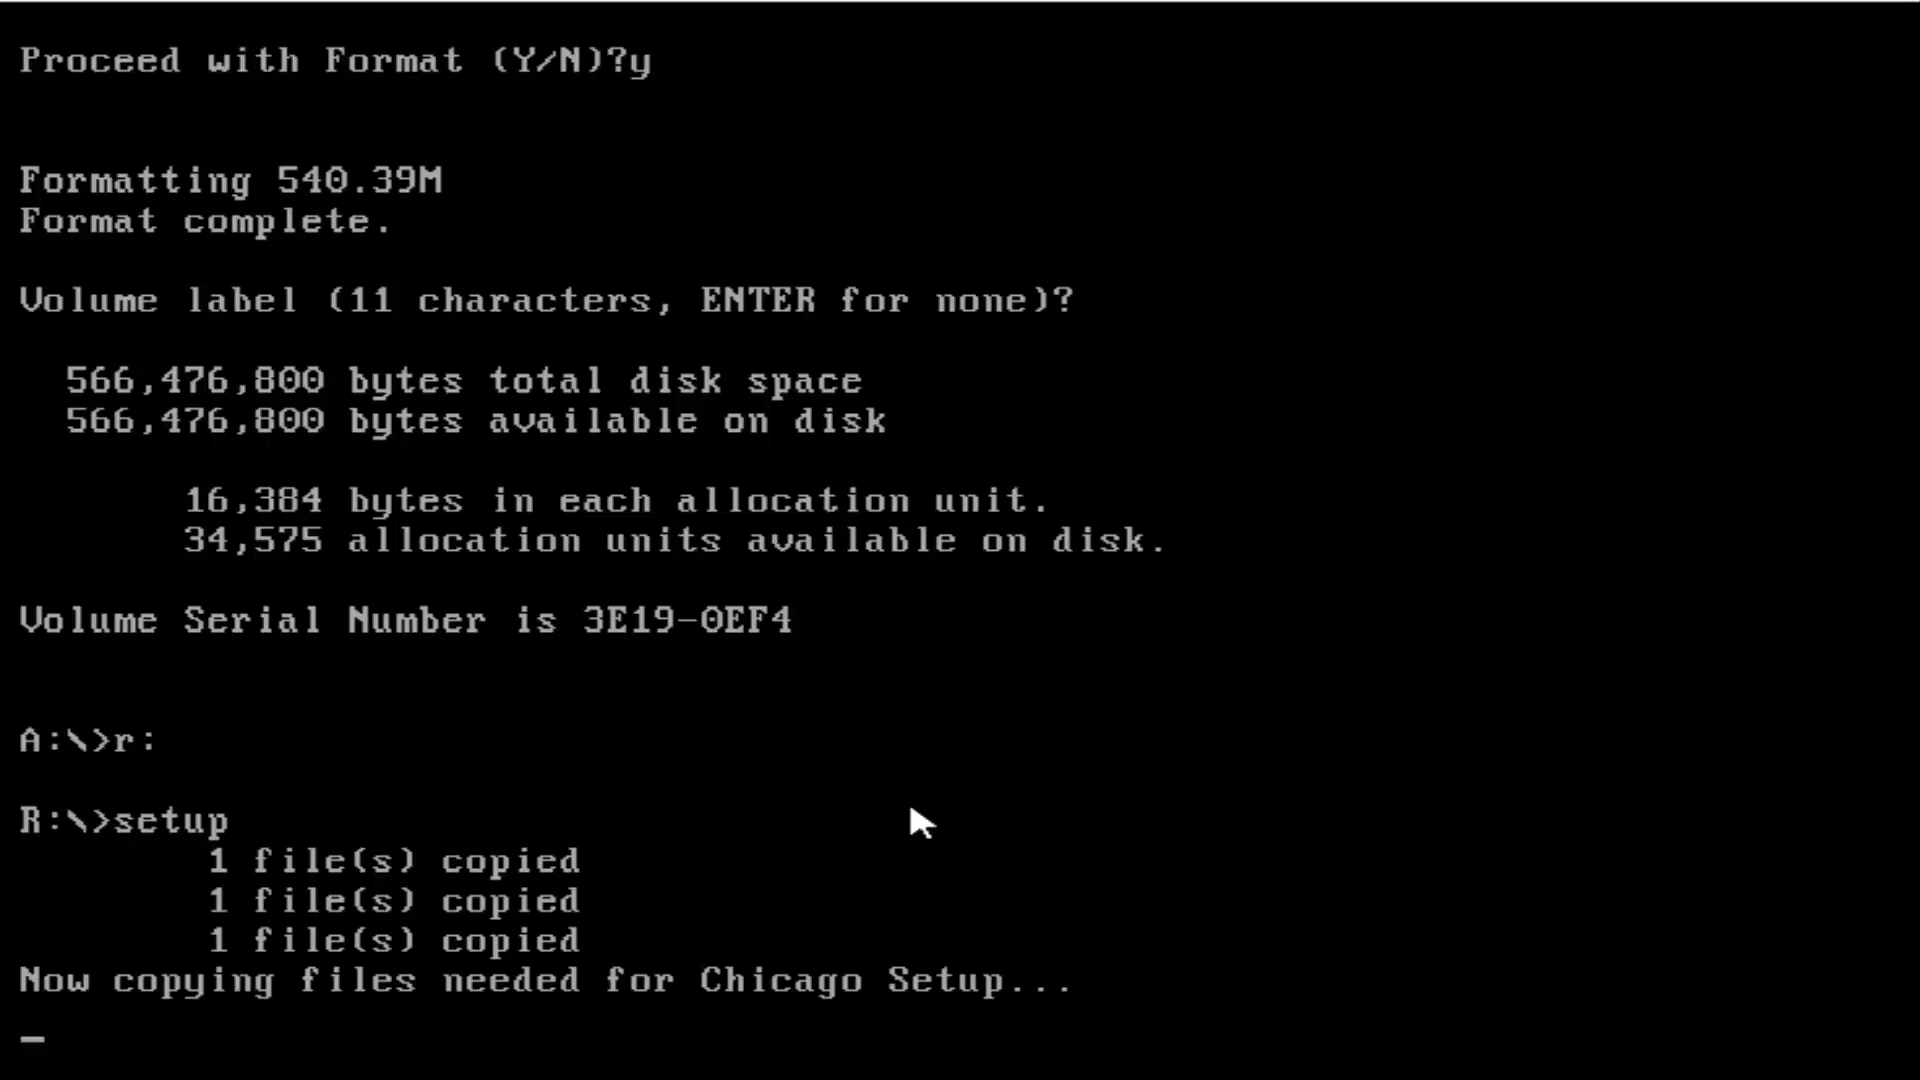 Proceed with Format (Y/N)?y
Formatting 540.39M
Format complete.
Volume label (11 characters, ENTER for none)?
566,476,800 bytes total disk space
566,476,800 bytes available on disk
16,384 bytes in each allocation unit.
34,575 allocation units available on disk.
Volume Serial Number is 3E19-0EF4
A:\>r:
R:\>setup
1 file(s) copied
1 file(s) copied
1 file(s) copied
Now copying files needed for Chicago Setup...
_